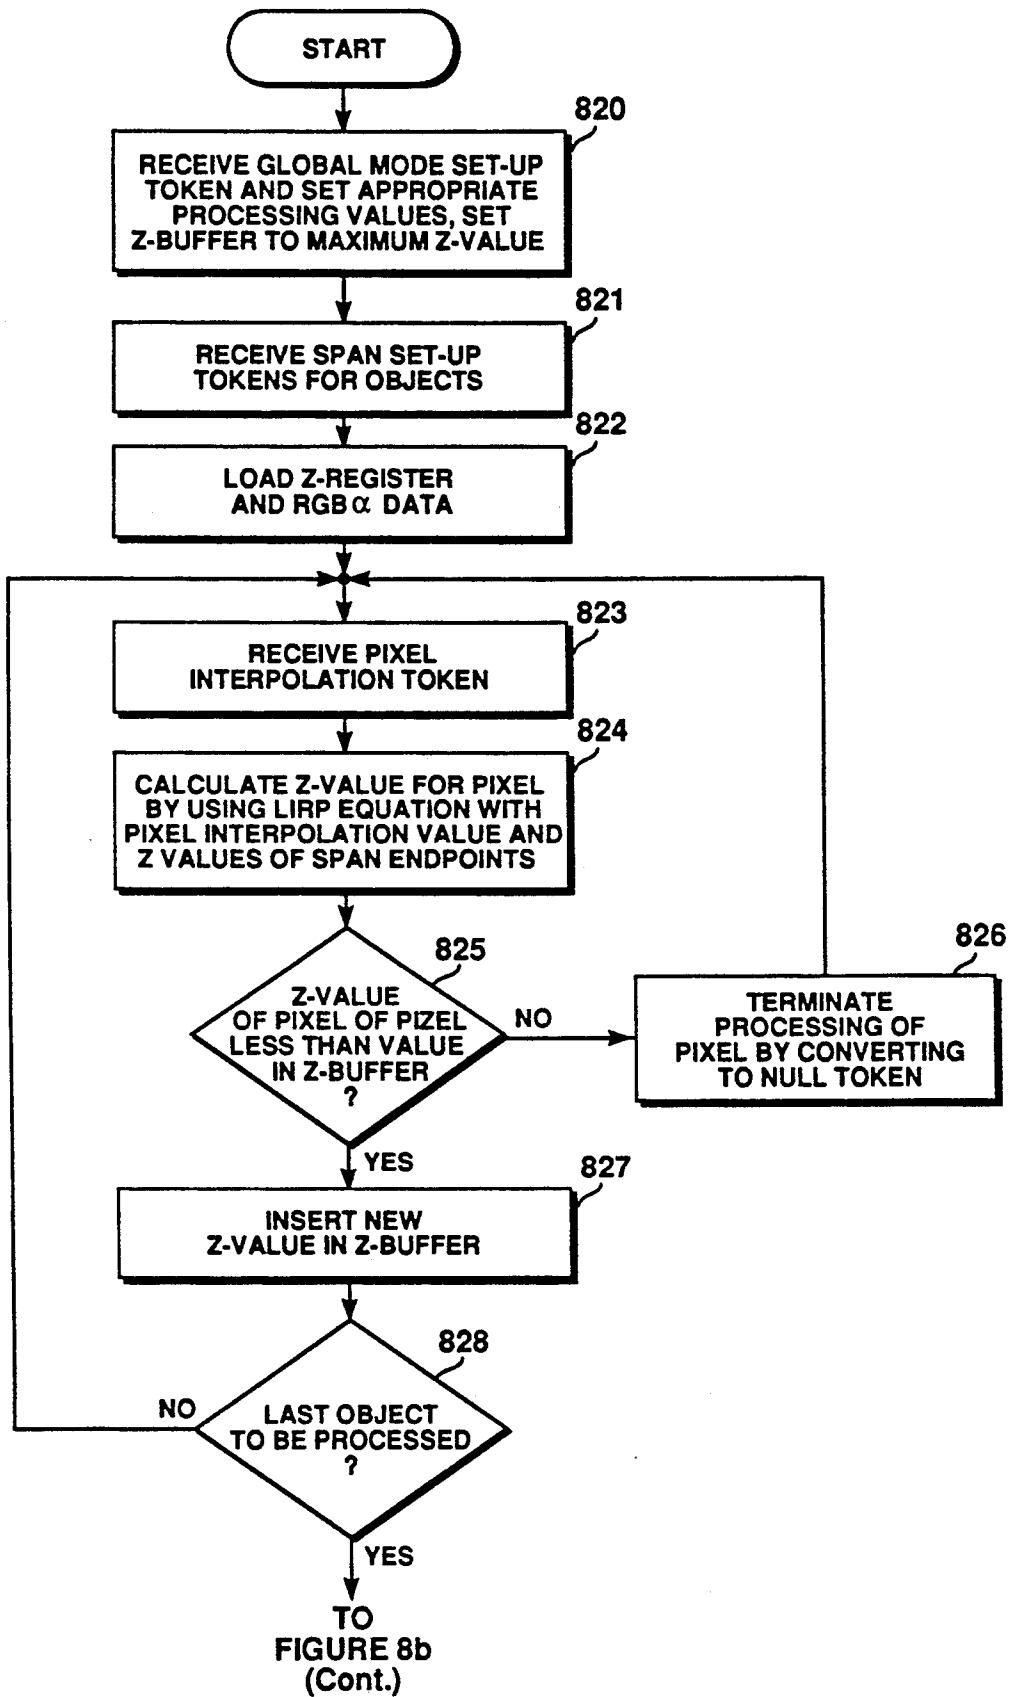 START
820
RECEIVE GLOBAL MODE SET-UP
TOKEN AND SET APPROPRIATE
PROCESSING VALUES, SET
Z-BUFFER TO MAXIMUM Z-VALUE
821
RECEIVE SPAN SET-UP
TOKENS FOR OBJECTS
822
LOAD Z-REGISTER
AND RGBα DATA
823
RECEIVE PIXEL
INTERPOLATION TOKEN
824
CALCULATE Z-VALUE FOR PIXEL
BY USING LIRP EQUATION WITH
PIXEL INTERPOLATION VALUE AND
Z VALUES OF SPAN ENDPOINTS
825
Z-VALUE
OF PIXEL OF PIZEL
LESS THAN VALUE
IN Z-BUFFER
?
NO
826
TERMINATE
PROCESSING OF
PIXEL BY CONVERTING
TO NULL TOKEN
YES
827
INSERT NEW
Z-VALUE IN Z-BUFFER
828
NO
LAST OBJECT
TO BE PROCESSED
?
YES
TO
FIGURE 8b
(Cont.)